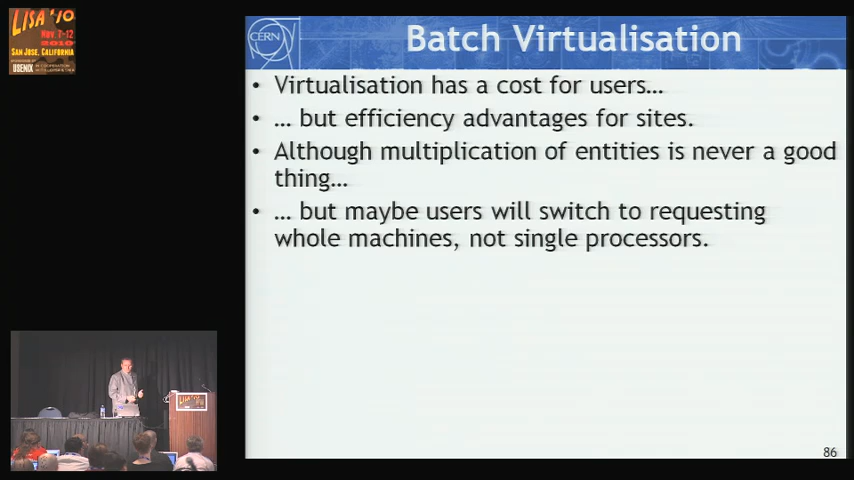 LISA '10
Nov 7-12
2010
SAN JOSE, CALIFORNIA
USENIX
CERN
Batch Virtualisation
• Virtualisation has a cost for users…
• … but efficiency advantages for sites.
• Although multiplication of entities is never a good
thing…
• … but maybe users will switch to requesting
whole machines, not single processors.
LISA '10
86